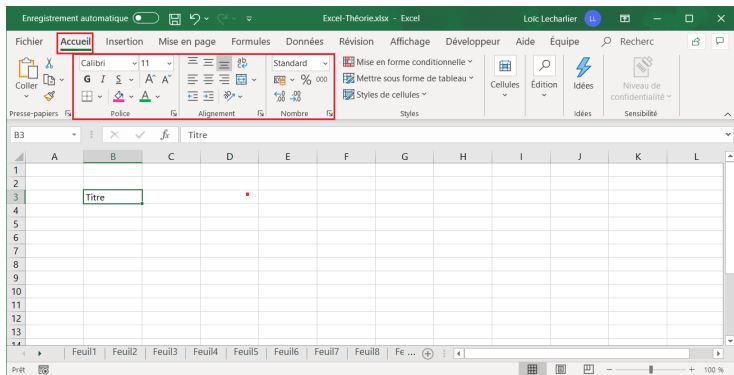 Enregistrement automatique Excel-Théorie.xlsx - Excel Loïc Lecharlier LL
Fichier Accueil Insertion Mise en page Formules Données Révision Affichage Développeur Aide Équipe Recherc
Calibri 11 Standard Mise en forme conditionnelle
Coller G I S A A % 000 Mettre sous forme de tableau Cellules Édition Idées Niveau de confidentialité
A Styles de cellules
Presse-papiers Police Alignement Nombre Styles Idées Sensibilité
B3 fx Titre
A B C D E F G H I J K L
1
2
3 Titre
4
5
6
7
8
9
10
11
12
13
14
Feuil1 Feuil2 Feuil3 Feuil4 Feuil5 Feuil6 Feuil7 Feuil8 Fe ...
Prêt 100 %